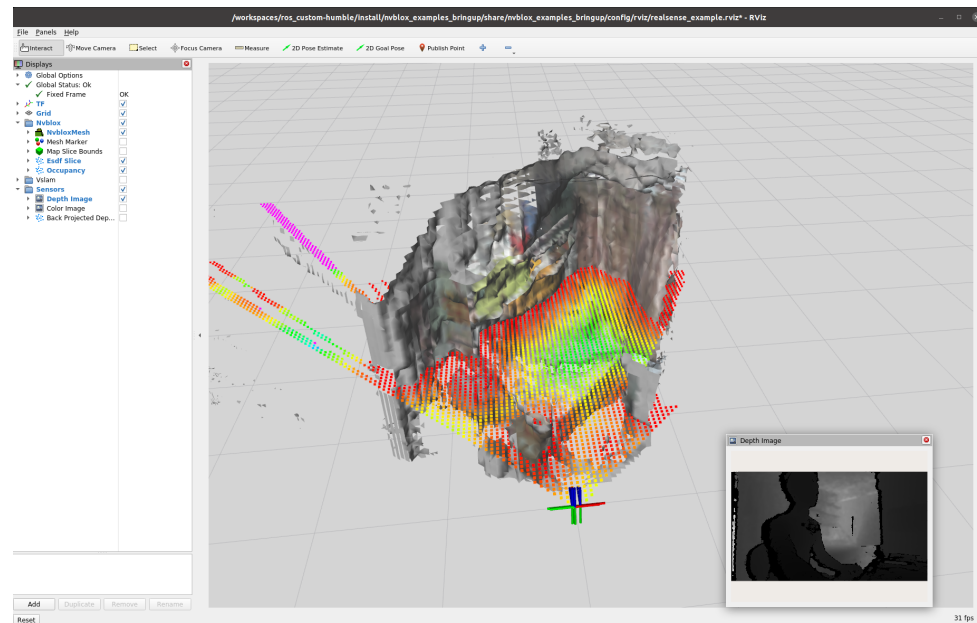 /workspaces/ros_custom-humble/install/nvblox_examples_bringup/share/nvblox_examples_bringup/config/rviz/realsense_example.rviz* - RViz
File Panels Help
Interact Move Camera Select Focus Camera Measure 2D Pose Estimate 2D Goal Pose Publish Point
Displays
Global Options
Global Status: Ok
Fixed Frame OK
TF
Grid
Nvblox
NvbloxMesh
Mesh Marker
Map Slice Bounds
Esdf Slice
Occupancy
Vslam
Sensors
Depth Image
Color Image
Back Projected Dep...
Depth Image
Add Duplicate Remove Rename
Reset
31 fps